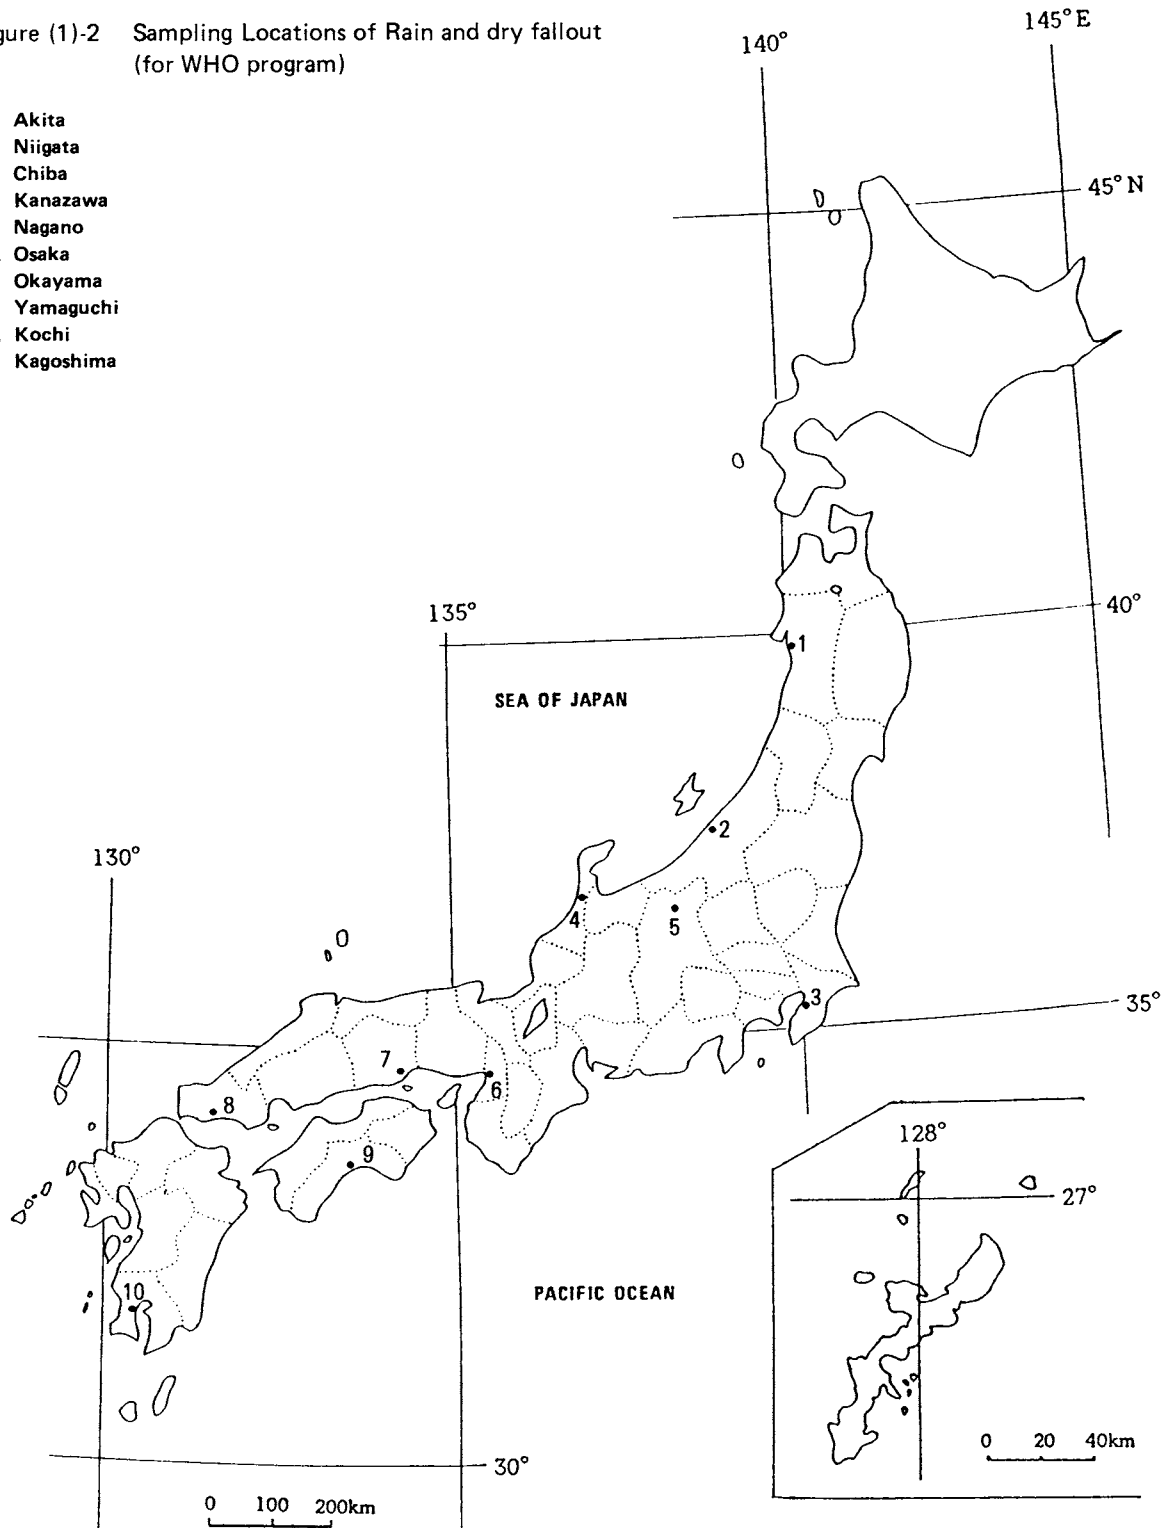 gure (1)-2 Sampling Locations of Rain and dry fallout
(for WHO program)
Akita
Niigata
Chiba
Kanazawa
Nagano
Osaka
Okayama
Yamaguchi
Kochi
Kagoshima
145°E
140°
45°N
40°
135°
1
SEA OF JAPAN
2
130°
4
5
3
35°
7
6
8
9
128°
27°
10
PACIFIC OCEAN
30°
0 20 40km
0 100 200km